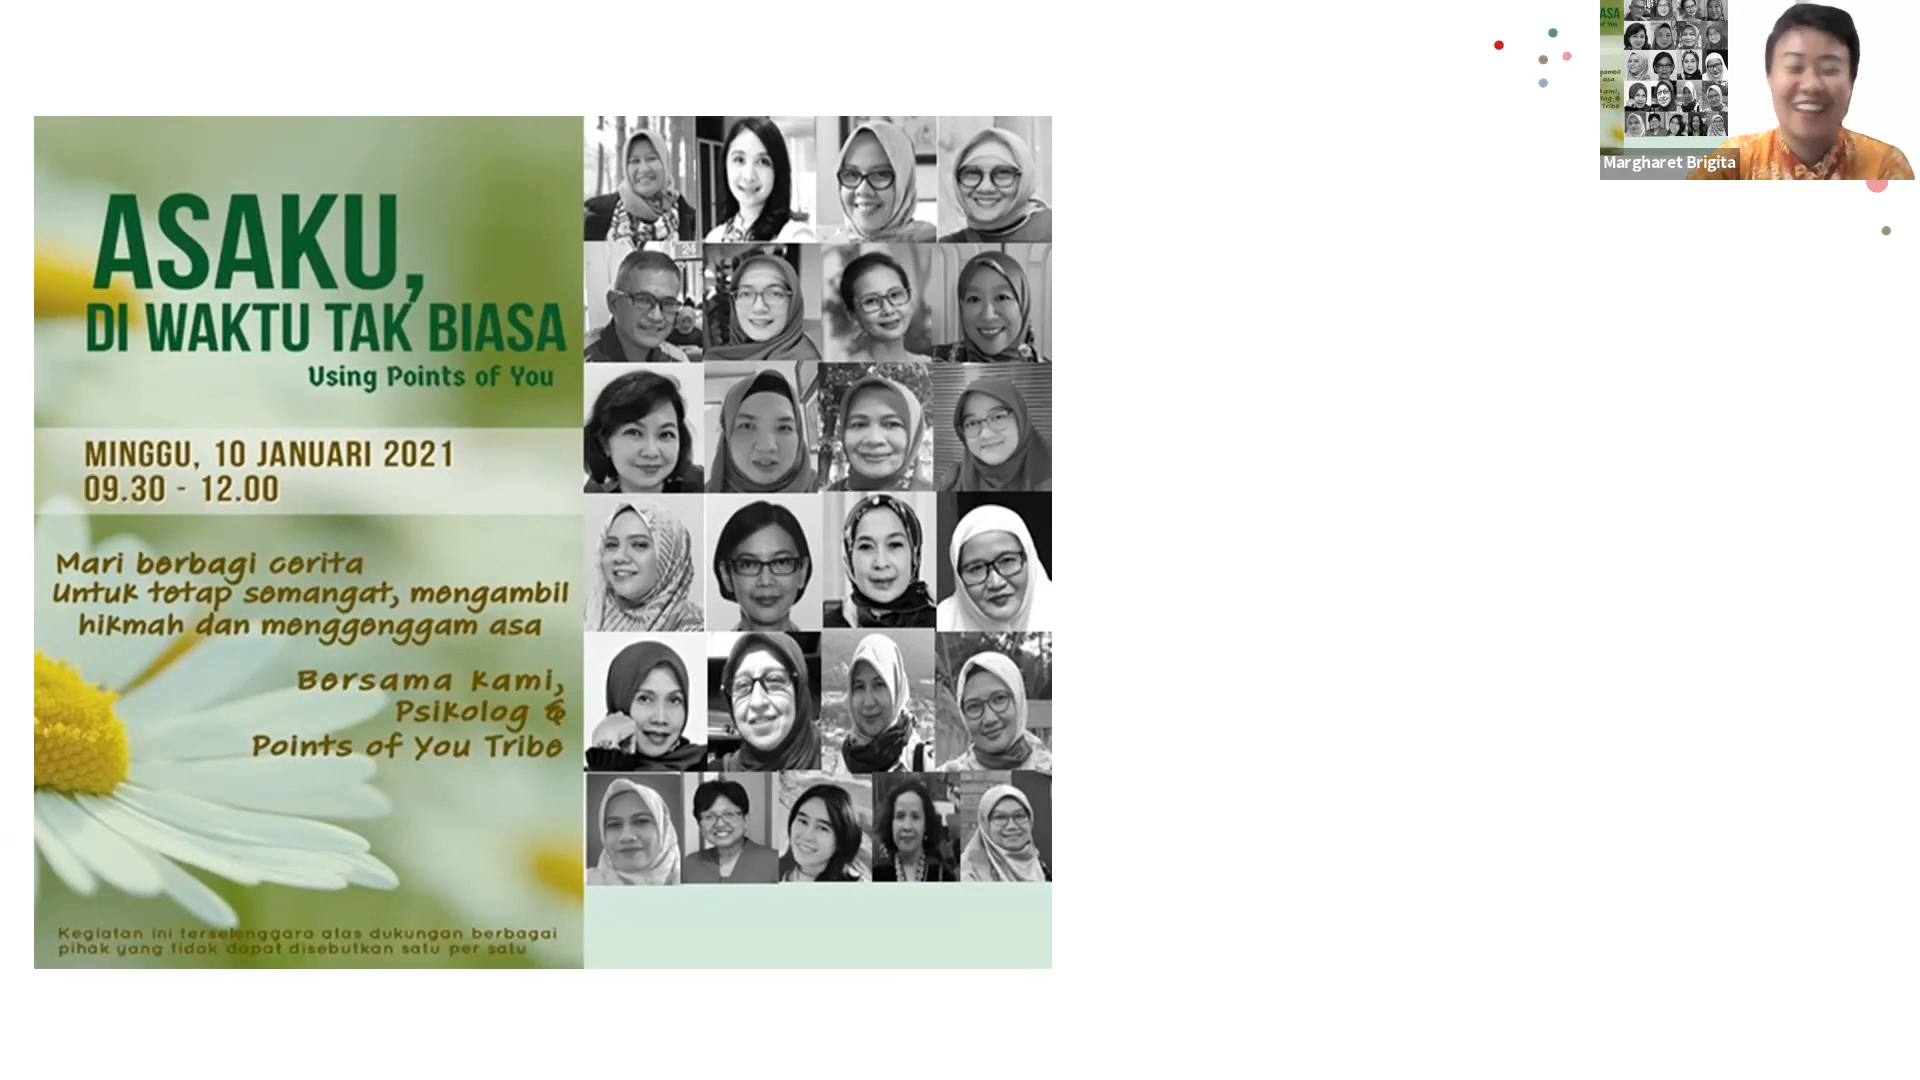 ASAKU,
DI WAKTU TAK BIASA
Using Points of You
MINGGU, 10 JANUARI 2021
09.30 - 12.00
Mari berbagi cerita
Untuk tetap semangat, mengambil
hikmah dan menggenggam asa
Bersama Kami,
Psikolog &
Points of You Tribe
Kegiatan ini terselenggara atas dukungan berbagai
pihak yang tidak dapat disebutkan satu per satu
Margharet Brigita